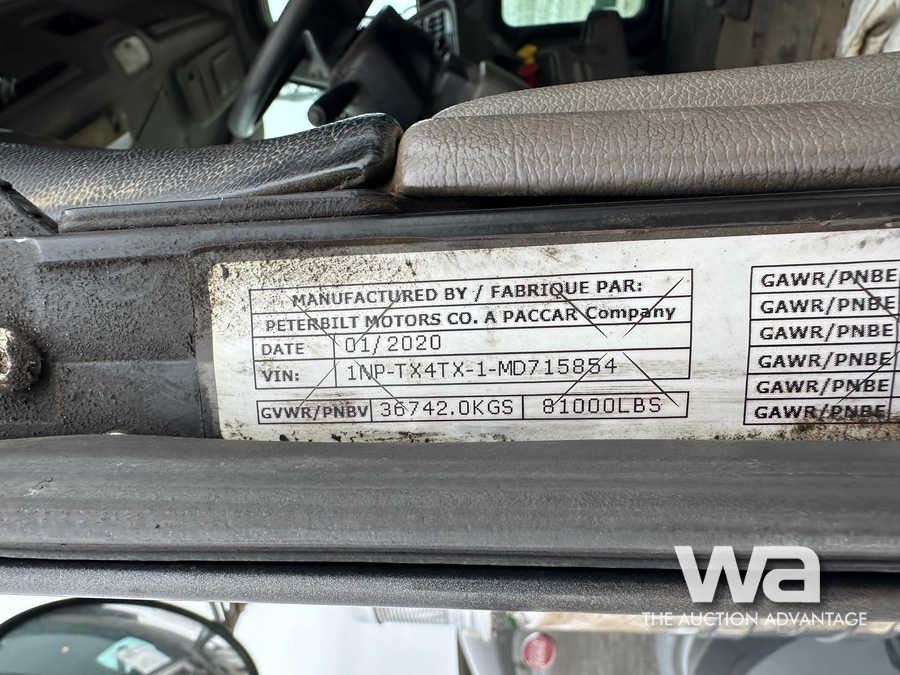 MANUFACTURED BY / FABRIQUE PAR:
PETERBILT MOTORS CO. A PACCAR Company
DATE 01/2020
VIN: 1NP-TX4TX-1-MD715854
GVWR/PNBV 36742.0KGS 81000LBS
GAWR/PNBE
GAWR/PNBE
GAWR/PNBE
GAWR/PNBE
GAWR/PNBE
GAWR/PNBE
wa
THE AUCTION ADVANTAGE